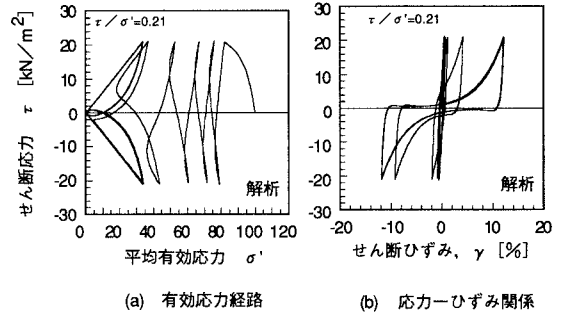 τ／σ'=0.21
τ／σ'=0.21
せん断応力 τ [kN/m²]
30
20
10
0
-10
-20
-30
解析
0 20 40 60 80 100 120
平均有効応力 σ'
30
20
10
0
-10
-20
-30
解析
-20 -10 0 10 20
せん断ひずみ, γ [%]
(a) 有効応力経路
(b) 応力ーひずみ関係